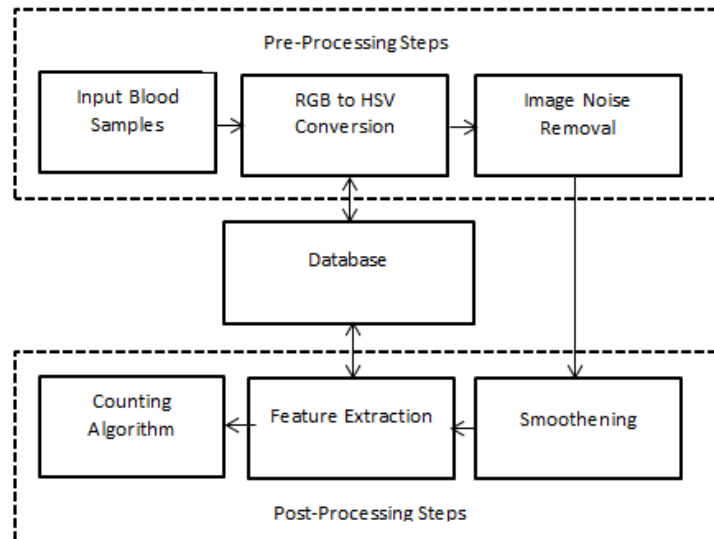 Pre-Processing Steps
Input Blood
Samples
RGB to HSV
Conversion
Image Noise
Removal
Database
Counting
Algorithm
Feature Extraction
Smoothening
Post-Processing Steps